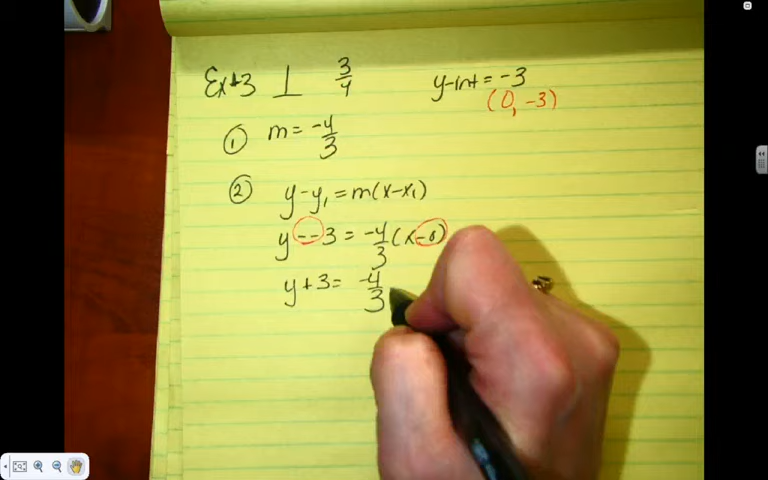 Ex #3 ⊥ 3/4 y-int = -3
(0, -3)
① m = -4/3
② y - y₁ = m(x - x₁)
y - - 3 = -4/3 (x - 0)
y + 3 = -4/3